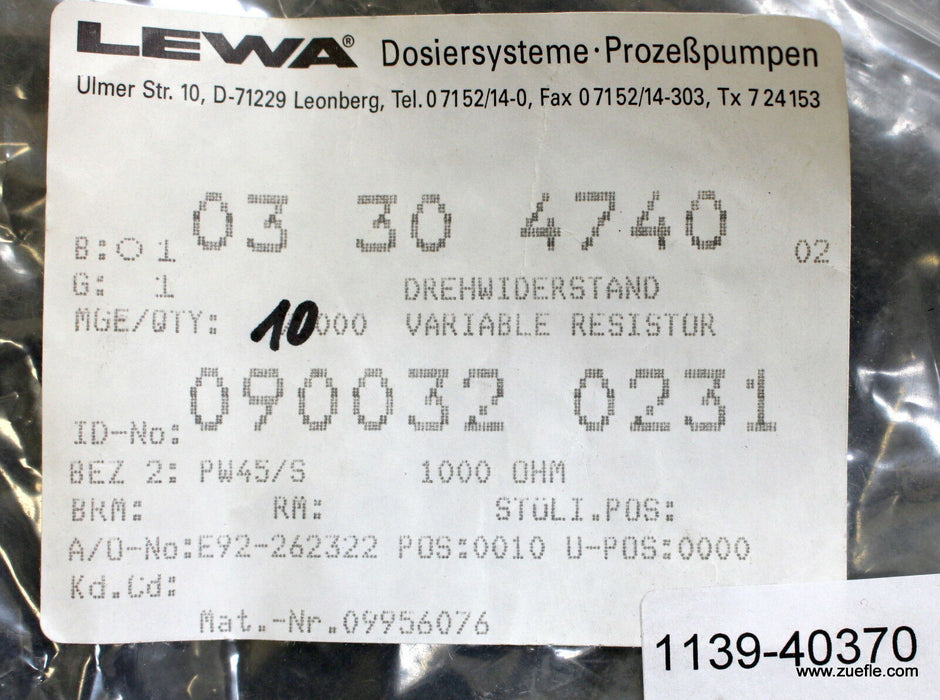 LEWA® Dosiersysteme·Prozeßpumpen
Ulmer Str. 10, D-71229 Leonberg, Tel. 07152/14-0, Fax 07152/14-303, Tx 724153
B: 01 03 30 4740 02
G: 1 DREHWIDERSTAND
MGE/QTY: 10 000 VARIABLE RESISTOR
ID-No: 090032 0231
BEZ 2: PW45/S 1000 OHM
BRM: RM: STÜLI.POS:
A/O-No:E92-262322 POS:0010 U-POS:0000
Kd.Cd:
Mat.-Nr.09956076
1139-40370
www.zuefle.com